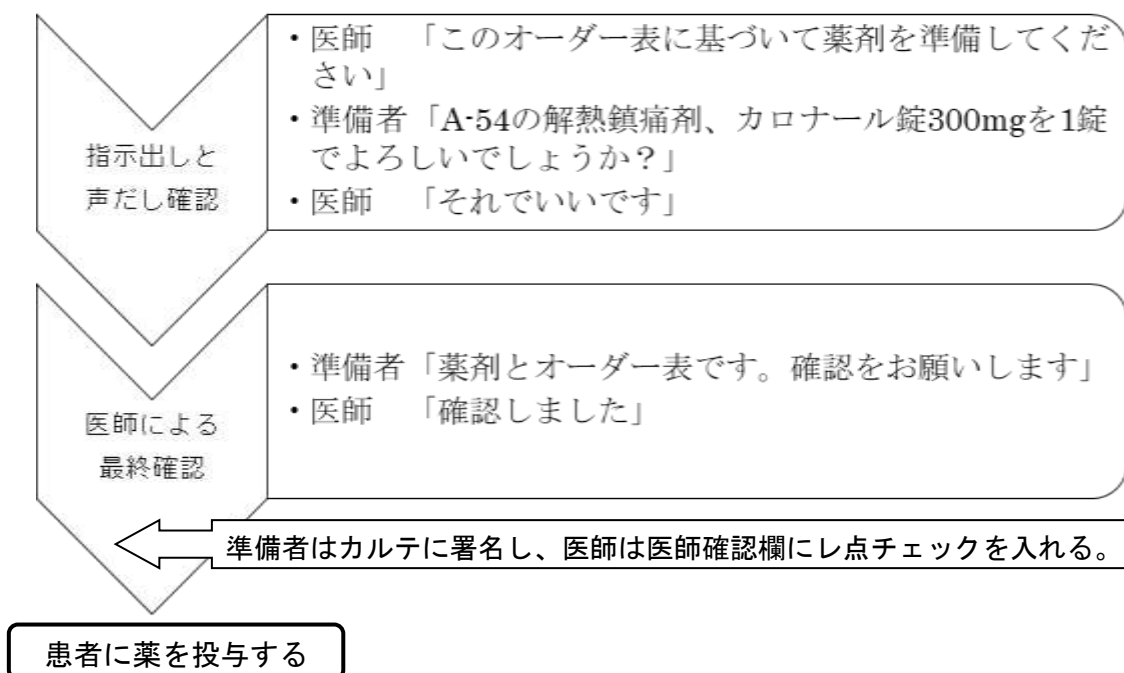 指示出しと
声だし確認
・医師　「このオーダー表に基づいて薬剤を準備してくだ
さい」
・準備者「A-54の解熱鎮痛剤、カロナール錠300mgを1錠
でよろしいでしょうか？」
・医師　「それでいいです」
医師による
最終確認
・準備者「薬剤とオーダー表です。確認をお願いします」
・医師　「確認しました」
準備者はカルテに署名し、医師は医師確認欄にレ点チェックを入れる。
患者に薬を投与する